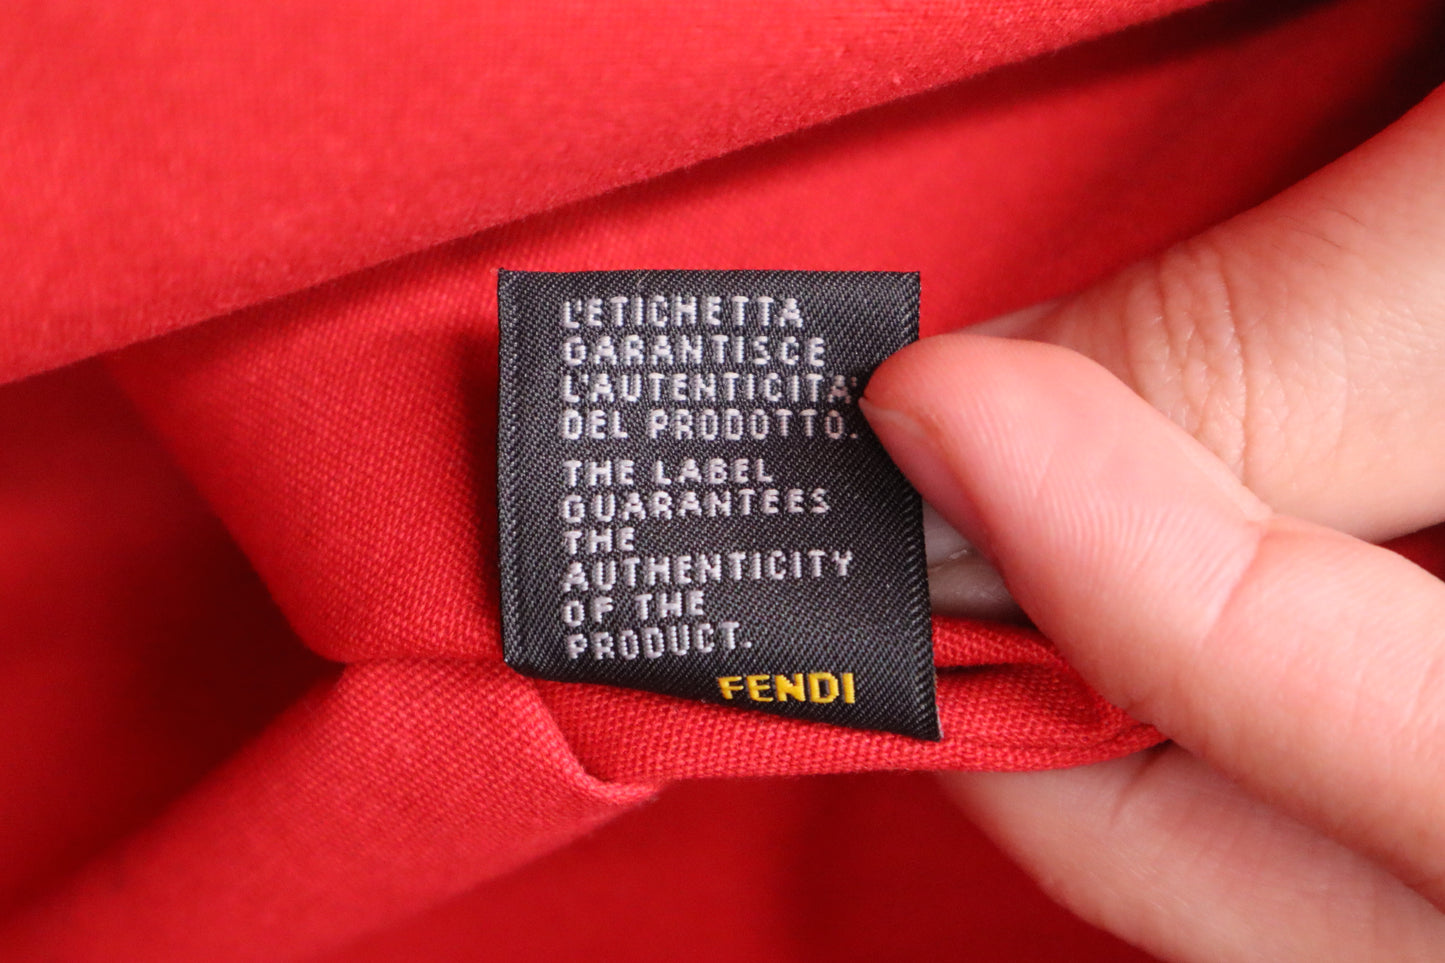 L'ETICHETTA
GARANTISCE
L'AUTENTICITA'
DEL PRODOTTO.
THE LABEL
GUARANTEES
THE
AUTHENTICITY
OF THE
PRODUCT.
FENDI